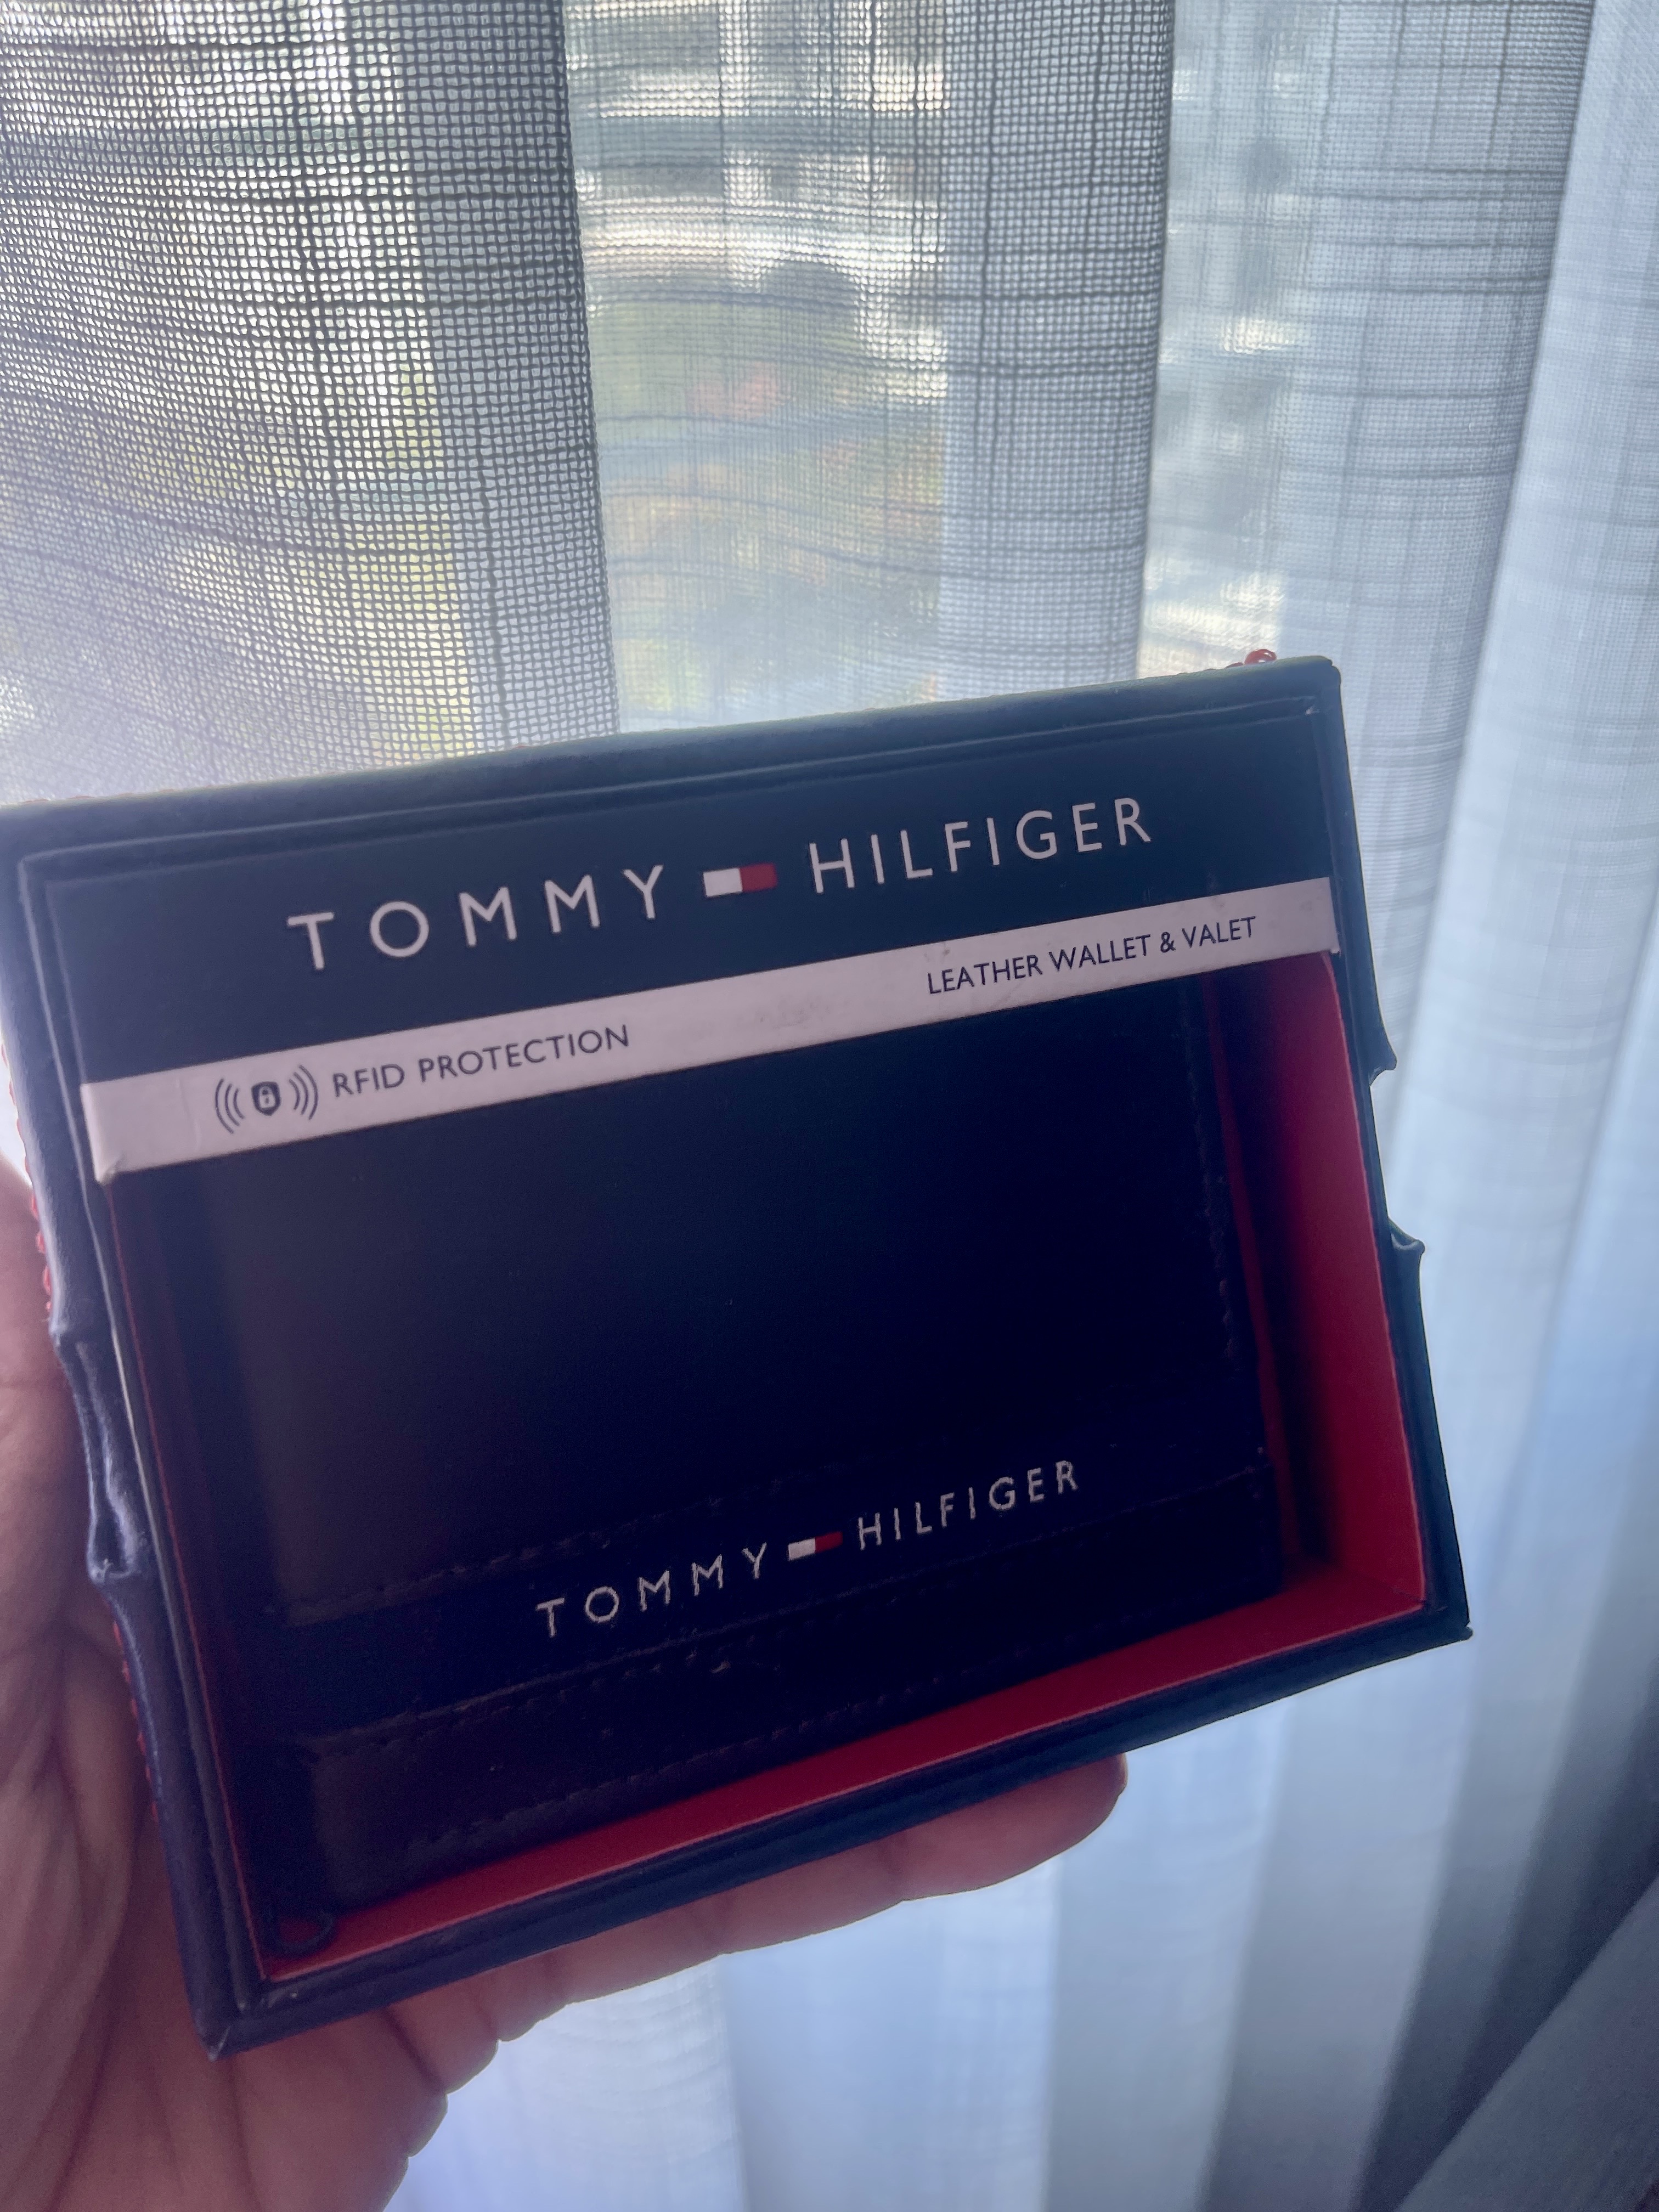 TOMMY HILFIGER
RFID PROTECTION
LEATHER WALLET & VALET
TOMMY HILFIGER